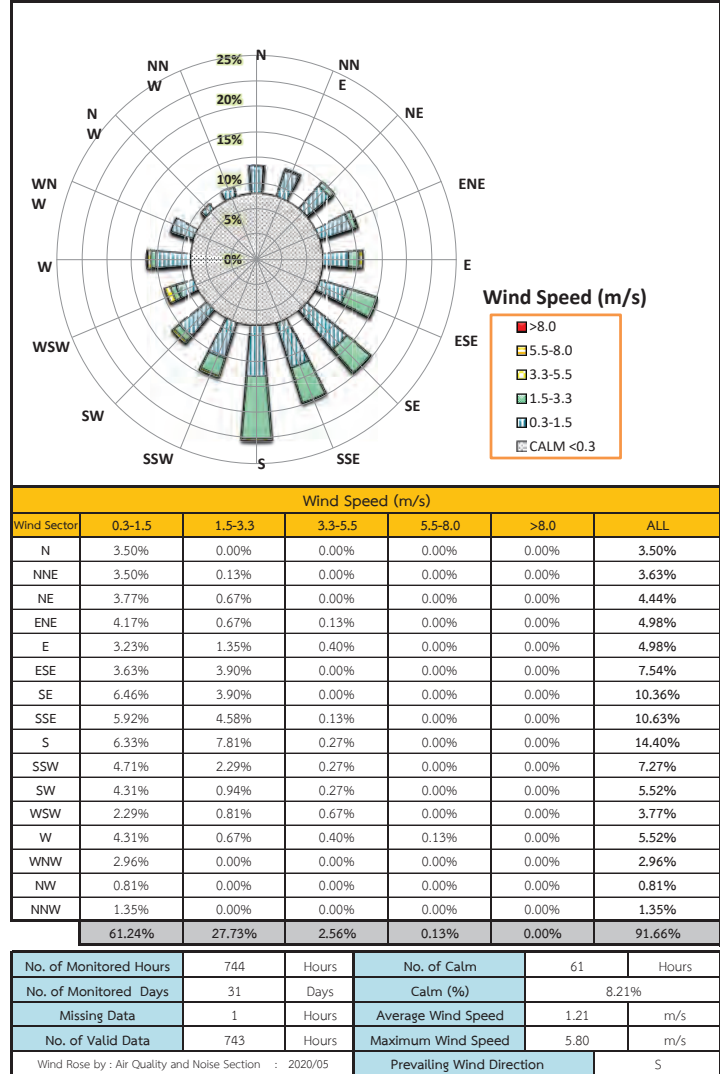 N
NN
E
NE
ENE
E
ESE
SE
SSE
S
SSW
SW
WSW
W
WN
W
N
W
NN
W
25%
20%
15%
10%
5%
0%
Wind Speed (m/s)
>8.0
5.5-8.0
3.3-5.5
1.5-3.3
0.3-1.5
CALM <0.3
Wind Speed (m/s)
Wind Sector 0.3-1.5 1.5-3.3 3.3-5.5 5.5-8.0 >8.0 ALL
N 3.50% 0.00% 0.00% 0.00% 0.00% 3.50%
NNE 3.50% 0.13% 0.00% 0.00% 0.00% 3.63%
NE 3.77% 0.67% 0.00% 0.00% 0.00% 4.44%
ENE 4.17% 0.67% 0.13% 0.00% 0.00% 4.98%
E 3.23% 1.35% 0.40% 0.00% 0.00% 4.98%
ESE 3.63% 3.90% 0.00% 0.00% 0.00% 7.54%
SE 6.46% 3.90% 0.00% 0.00% 0.00% 10.36%
SSE 5.92% 4.58% 0.13% 0.00% 0.00% 10.63%
S 6.33% 7.81% 0.27% 0.00% 0.00% 14.40%
SSW 4.71% 2.29% 0.27% 0.00% 0.00% 7.27%
SW 4.31% 0.94% 0.27% 0.00% 0.00% 5.52%
WSW 2.29% 0.81% 0.67% 0.00% 0.00% 3.77%
W 4.31% 0.67% 0.40% 0.13% 0.00% 5.52%
WNW 2.96% 0.00% 0.00% 0.00% 0.00% 2.96%
NW 0.81% 0.00% 0.00% 0.00% 0.00% 0.81%
NNW 1.35% 0.00% 0.00% 0.00% 0.00% 1.35%
61.24% 27.73% 2.56% 0.13% 0.00% 91.66%
No. of Monitored Hours 744 Hours No. of Calm 61 Hours
No. of Monitored Days 31 Days Calm (%) 8.21%
Missing Data 1 Hours Average Wind Speed 1.21 m/s
No. of Valid Data 743 Hours Maximum Wind Speed 5.80 m/s
Wind Rose by : Air Quality and Noise Section : 2020/05 Prevailing Wind Direction S